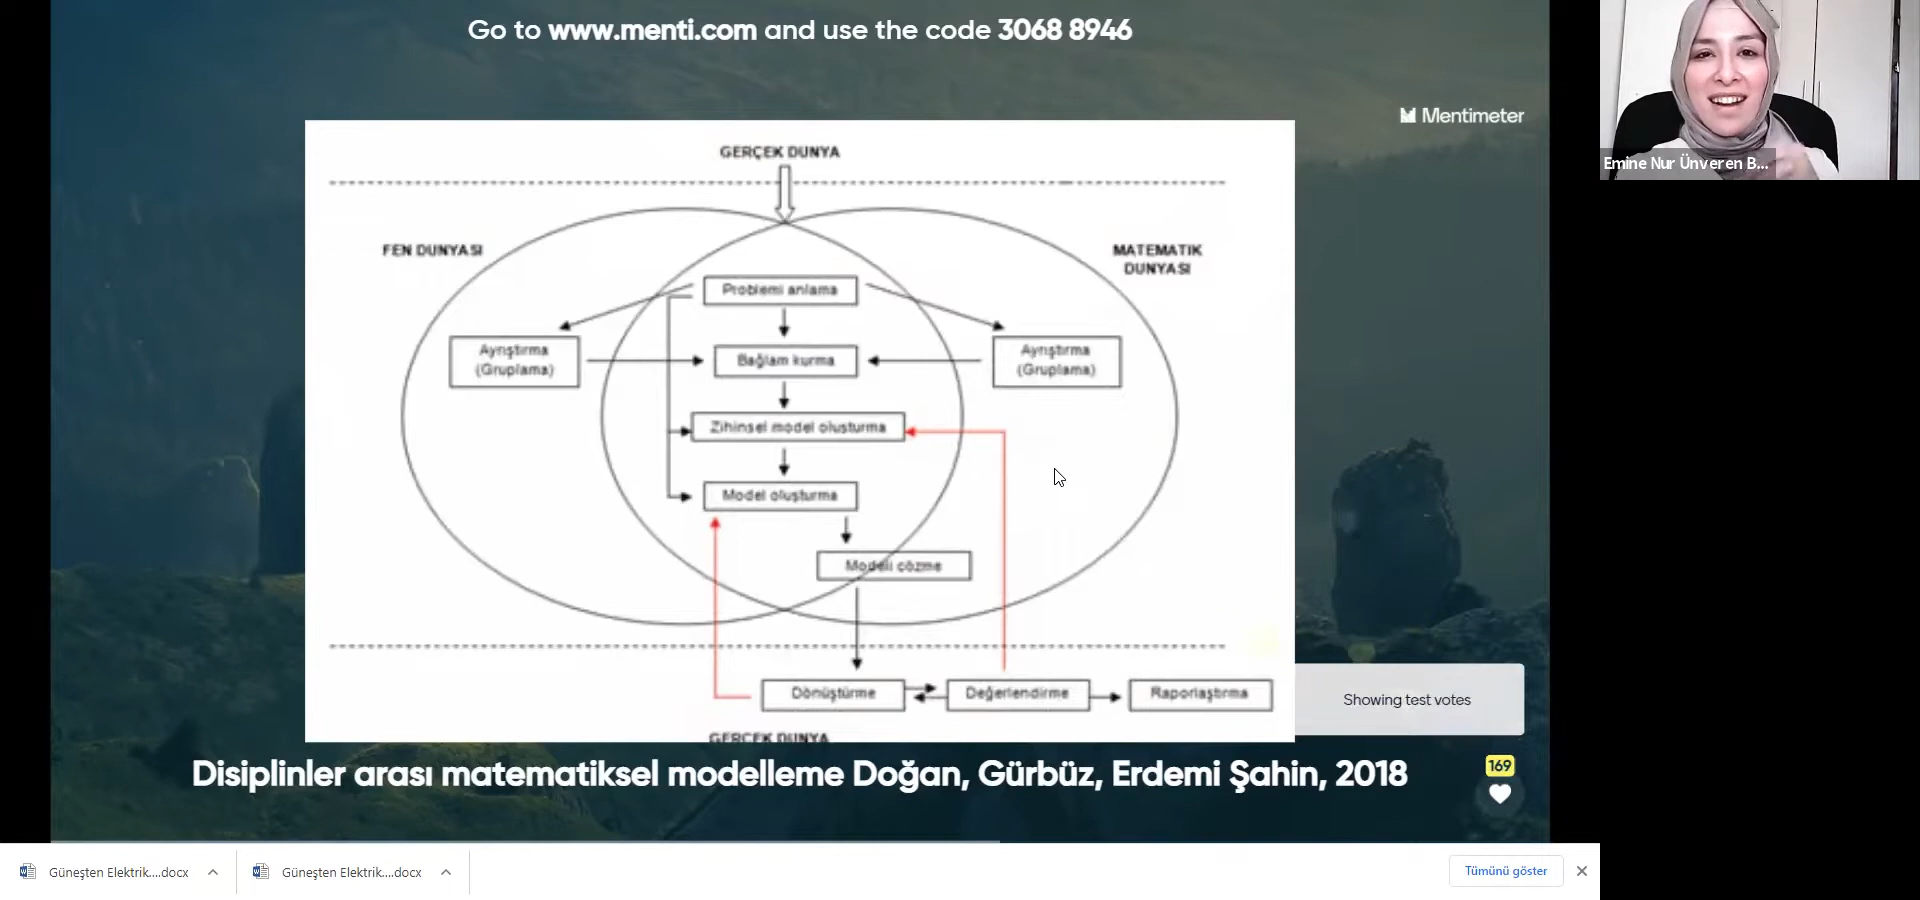 Go to www.menti.com and use the code 3068 8946
Mentimeter
Emine Nur Ünveren B...
GERÇEK DUNYA
FEN DUNYASI
MATEMATIK
DUNYASI
Problemi anlama
Ayrıştırma
(Gruplama)
Bağlam kurma
Ayrıştırma
(Gruplama)
Zihinsel model oluşturma
Model oluşturma
Modeli çözme
Dönüştürme
Değerlendirme
Raporlaştırma
GERÇEK DUNYA
Showing test votes
Disiplinler arası matematiksel modelleme Doğan, Gürbüz, Erdemi Şahin, 2018
169
Güneşten Elektrik....docx
Güneşten Elektrik....docx
Tümünü göster